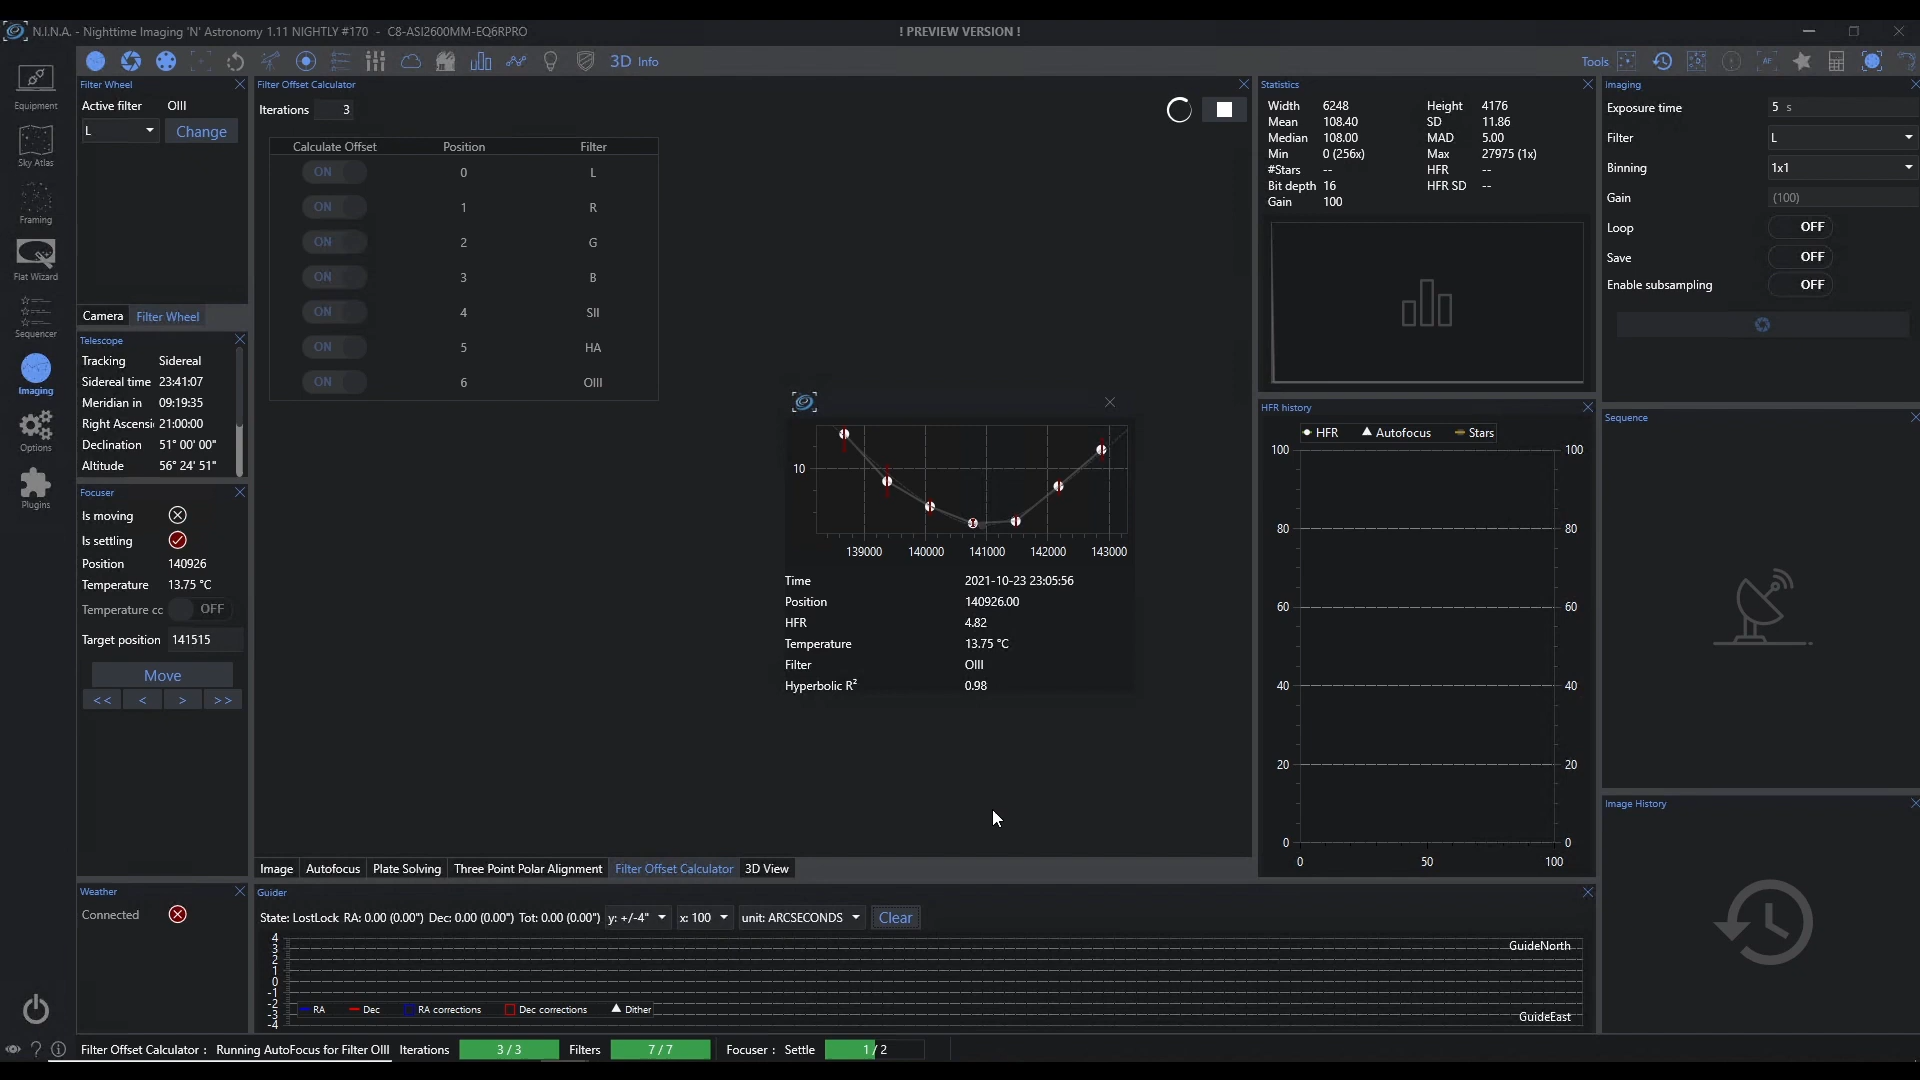 N.I.N.A. - Nighttime Imaging 'N' Astronomy 1.11 NIGHTLY #170 - C8-ASI2600MM-EQ6RPRO
! PREVIEW VERSION !
3D Info
Tools
Equipment
Sky Atlas
Framing
Flat Wizard
Sequencer
Imaging
Options
Plugins
Filter Wheel
Active filter OIII
L Change
Camera Filter Wheel
Telescope
Tracking Sidereal
Sidereal time 23:41:07
Meridian in 09:19:35
Right Ascensi 21:00:00
Declination 51° 00' 00"
Altitude 56° 24' 51"
Focuser
Is moving
Is settling
Position 140926
Temperature 13.75 °C
Temperature cc OFF
Target position 141515
Move
<< < > >>
Weather
Connected
Filter Offset Calculator
Iterations 3
Calculate Offset Position Filter
ON 0 L
ON 1 R
ON 2 G
ON 3 B
ON 4 SII
ON 5 HA
ON 6 OIII
10
139000 140000 141000 142000 143000
Time 2021-10-23 23:05:56
Position 140926.00
HFR 4.82
Temperature 13.75 °C
Filter OIII
Hyperbolic R² 0.98
Image Autofocus Plate Solving Three Point Polar Alignment Filter Offset Calculator 3D View
Statistics
Width 6248 Height 4176
Mean 108.40 SD 11.86
Median 108.00 MAD 5.00
Min 0 (256x) Max 27975 (1x)
#Stars -- HFR --
Bit depth 16 HFR SD --
Gain 100
HFR history
HFR Autofocus Stars
100 100
80 80
60 60
40 40
20 20
0 0
0 50 100
Imaging
Exposure time 5 s
Filter L
Binning 1x1
Gain (100)
Loop OFF
Save OFF
Enable subsampling OFF
Sequence
Image History
Guider
State: LostLock RA: 0.00 (0.00") Dec: 0.00 (0.00") Tot: 0.00 (0.00") y: +/-4" x: 100 unit: ARCSECONDS Clear
4
3
2
1
0
-1
-2
-3
-4
GuideNorth
RA Dec RA corrections Dec corrections Dither
GuideEast
Filter Offset Calculator : Running AutoFocus for Filter OIII Iterations 3 / 3 Filters 7 / 7 Focuser : Settle 1 / 2